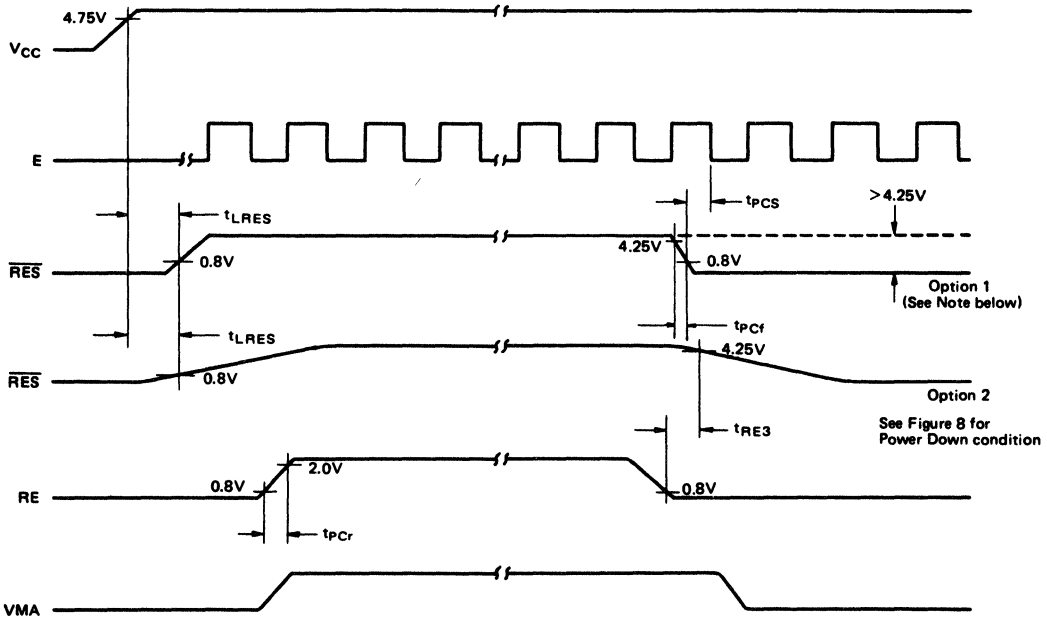 4.75V
VCC
E
tPCS
>4.25V
tLRES
4.25V
RES
0.8V
0.8V
Option 1
(See Note below)
tLRES
tPCf
4.25V
RES
0.8V
Option 2
tRE3
See Figure 8 for
Power Down condition
2.0V
0.8V
RE
0.8V
tPCr
VMA